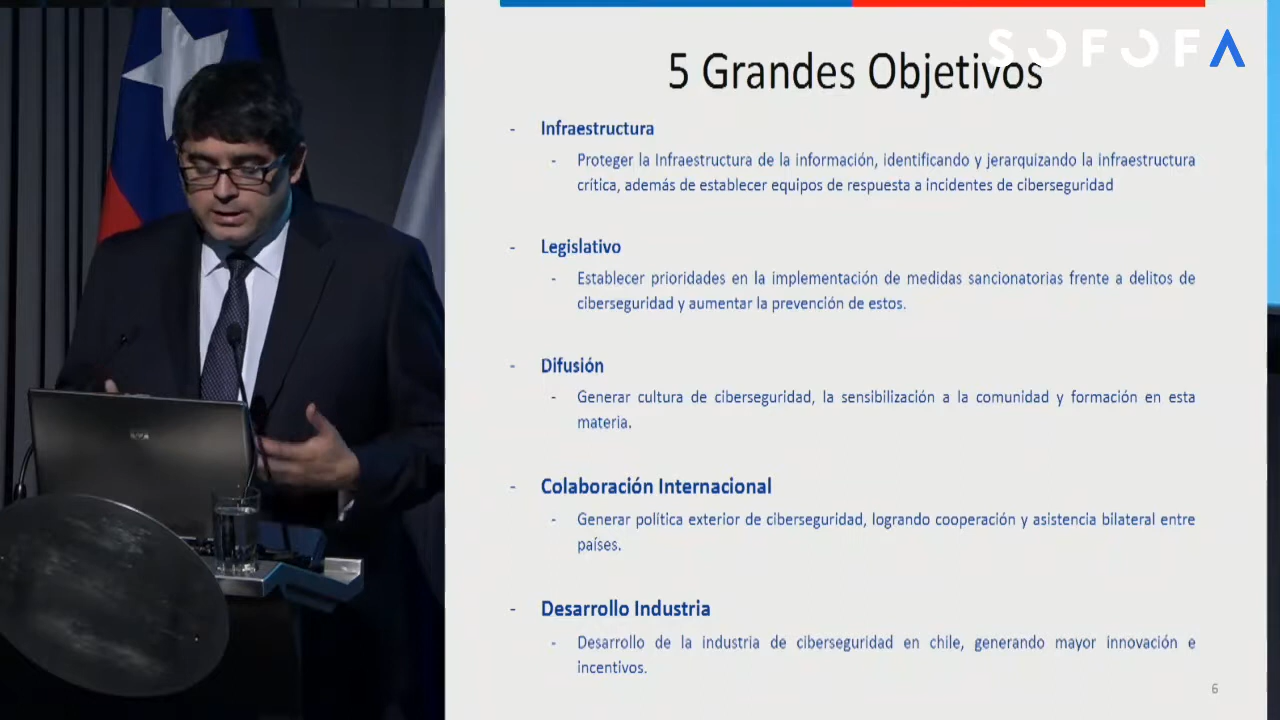 SOFOFA
5 Grandes Objetivos
- Infraestructura
- Proteger la Infraestructura de la información, identificando y jerarquizando la infraestructura
crítica, además de establecer equipos de respuesta a incidentes de ciberseguridad
- Legislativo
- Establecer prioridades en la implementación de medidas sancionatorias frente a delitos de
ciberseguridad y aumentar la prevención de estos.
- Difusión
- Generar cultura de ciberseguridad, la sensibilización a la comunidad y formación en esta
materia.
- Colaboración Internacional
- Generar política exterior de ciberseguridad, logrando cooperación y asistencia bilateral entre
países.
- Desarrollo Industria
- Desarrollo de la industria de ciberseguridad en chile, generando mayor innovación e
incentivos.
6